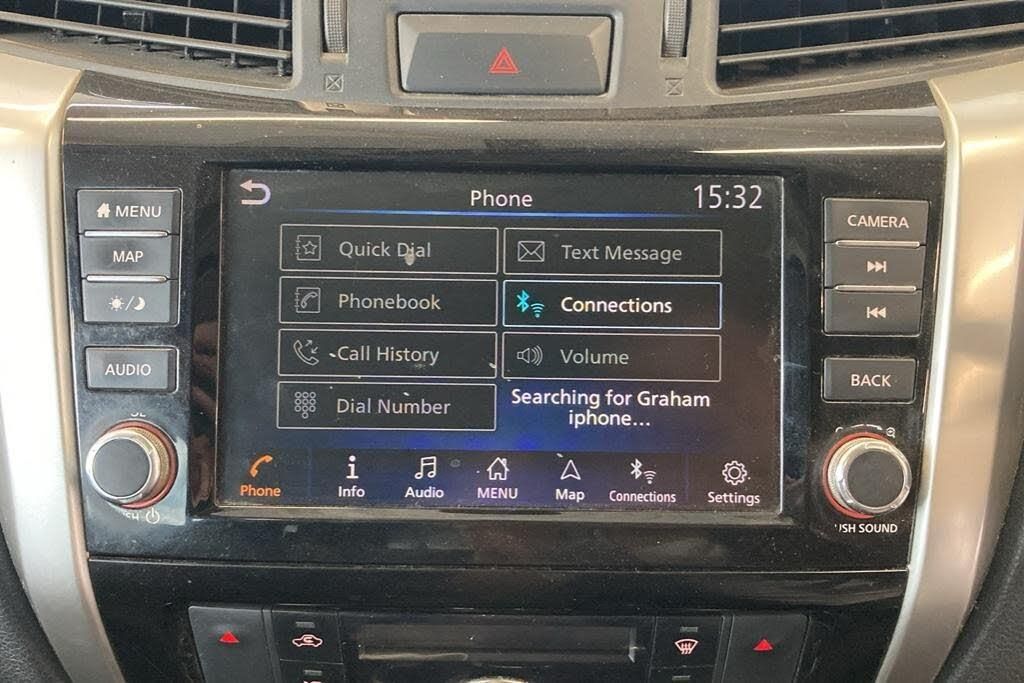 Phone
15:32
MENU
MAP
AUDIO
Quick Dial
Text Message
Phonebook
Connections
Call History
Volume
Dial Number
Searching for Graham
iphone...
Phone
Info
Audio
MENU
Map
Connections
Settings
CAMERA
BACK
USH SOUND